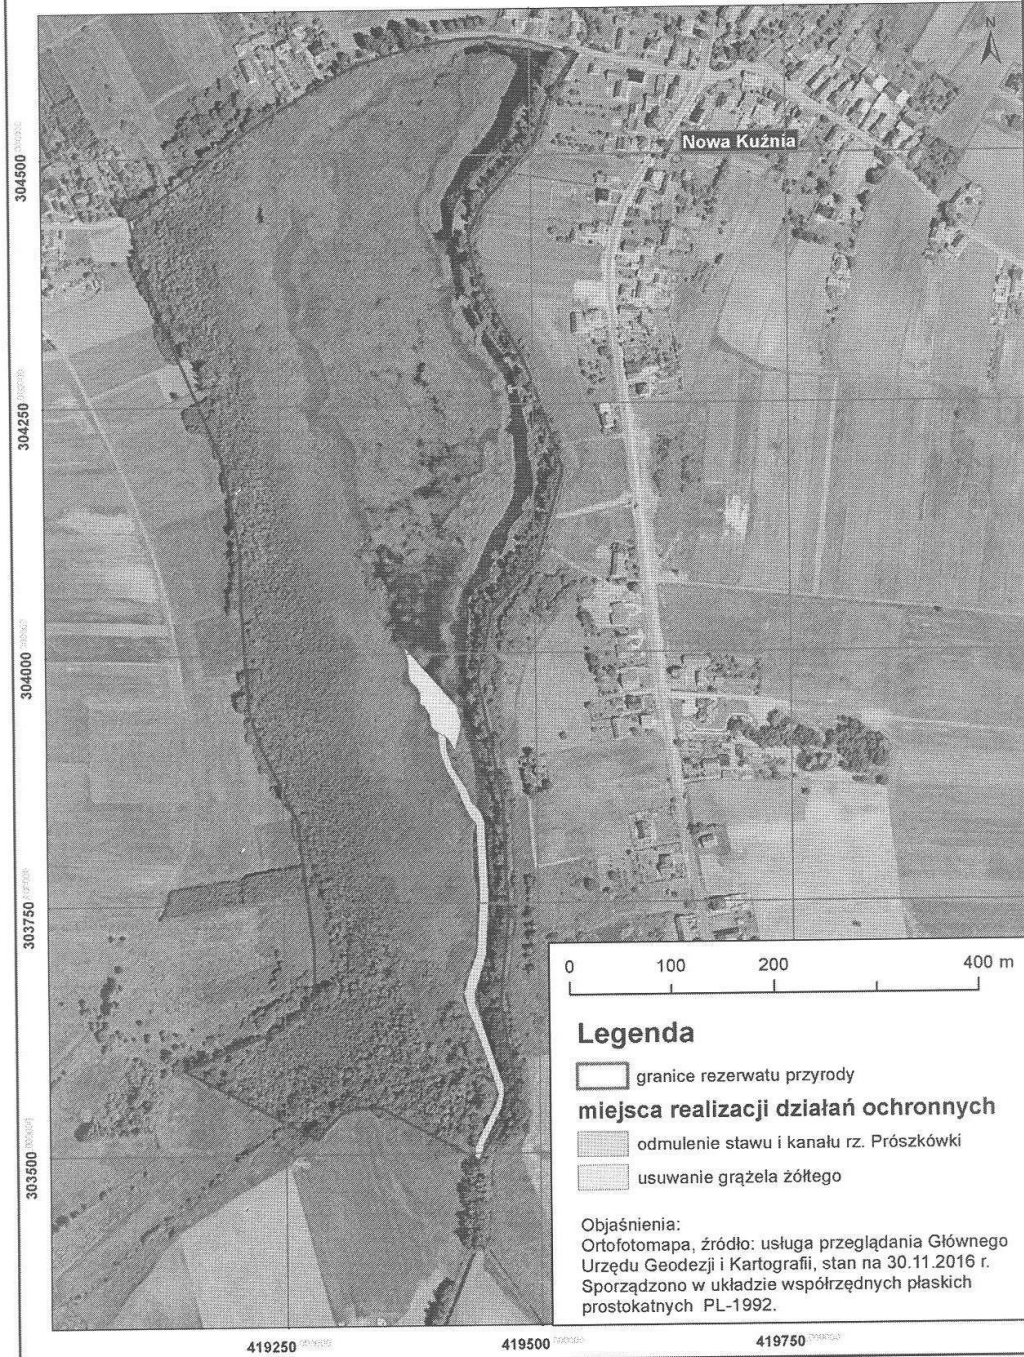 N
Nowa Kuźnia
304500
304250
304000
303750
303500
0 100 200 400 m
Legenda
granice rezerwatu przyrody
miejsca realizacji działań ochronnych
odmulenie stawu i kanału rz. Prószkówki
usuwanie grążela żółtego
Objaśnienia:
Ortofotomapa, źródło: usługa przeglądania Głównego
Urzędu Geodezji i Kartografii, stan na 30.11.2016 r.
Sporządzono w układzie współrzędnych płaskich
prostokatnych PL-1992.
419250 419500 419750